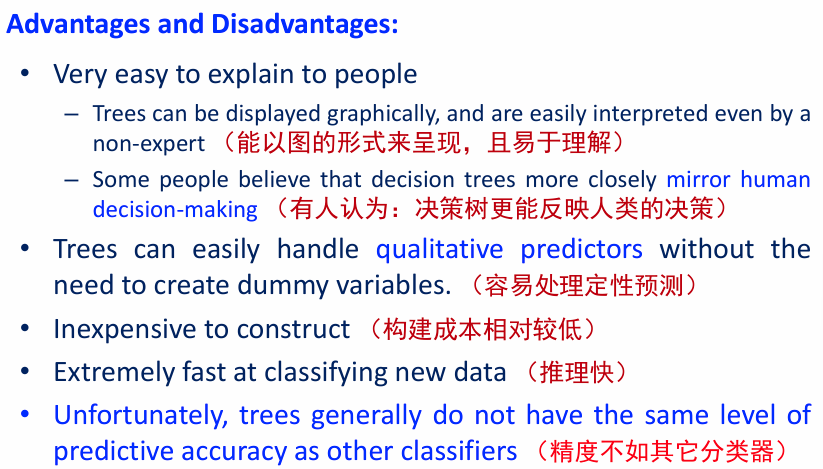 Advantages and Disadvantages:
• Very easy to explain to people
– Trees can be displayed graphically, and are easily interpreted even by a
non-expert（能以图的形式来呈现，且易于理解）
– Some people believe that decision trees more closely mirror human
decision-making（有人认为：决策树更能反映人类的决策）
• Trees can easily handle qualitative predictors without the
need to create dummy variables.（容易处理定性预测）
• Inexpensive to construct（构建成本相对较低）
• Extremely fast at classifying new data（推理快）
• Unfortunately, trees generally do not have the same level of
predictive accuracy as other classifiers（精度不如其它分类器）